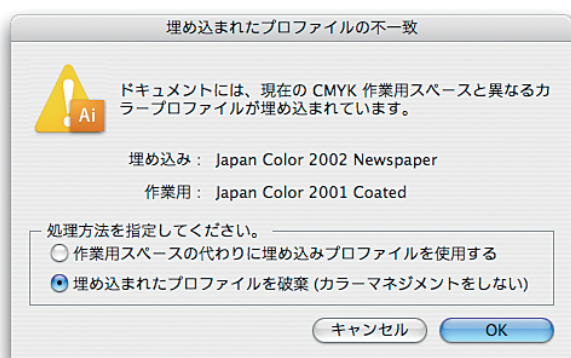 埋め込まれたプロファイルの不一致
ドキュメントには、現在の CMYK 作業用スペースと異なるカ
ラープロファイルが埋め込まれています。
Ai
埋め込み： Japan Color 2002 Newspaper
作業用： Japan Color 2001 Coated
処理方法を指定してください。
作業用スペースの代わりに埋め込みプロファイルを使用する
埋め込まれたプロファイルを破棄 (カラーマネジメントをしない)
キャンセル OK